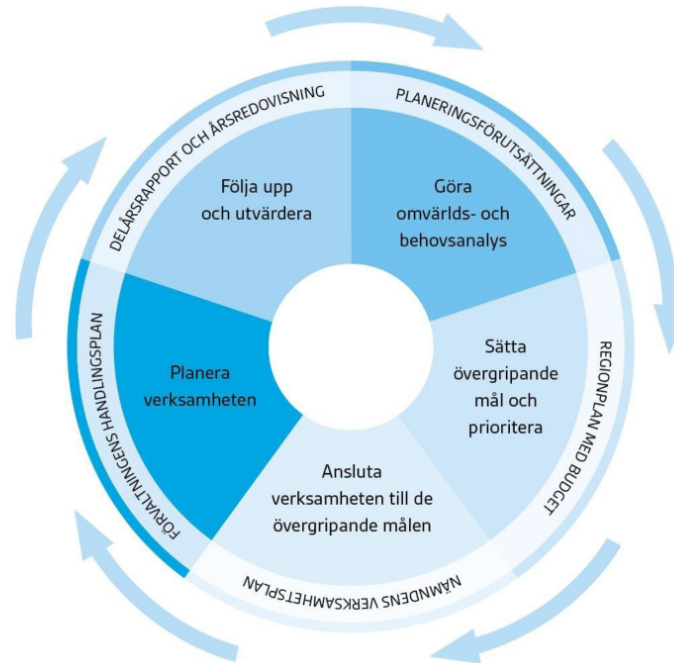 PLANERINGSFÖRUTSÄTTNINGAR
Göra
omvärlds- och
behovsanalys
REGIONPLAN MED BUDGET
Sätta
övergripande
mål och
prioritera
NÄMNDENS VERKSAMHETSPLAN
Ansluta
verksamheten till de
övergripande målen
FÖRVALTNINGENS HANDLINGSPLAN
Planera
verksamheten
DELÅRSRAPPORT OCH ÅRSREDOVISNING
Följa upp
och utvärdera